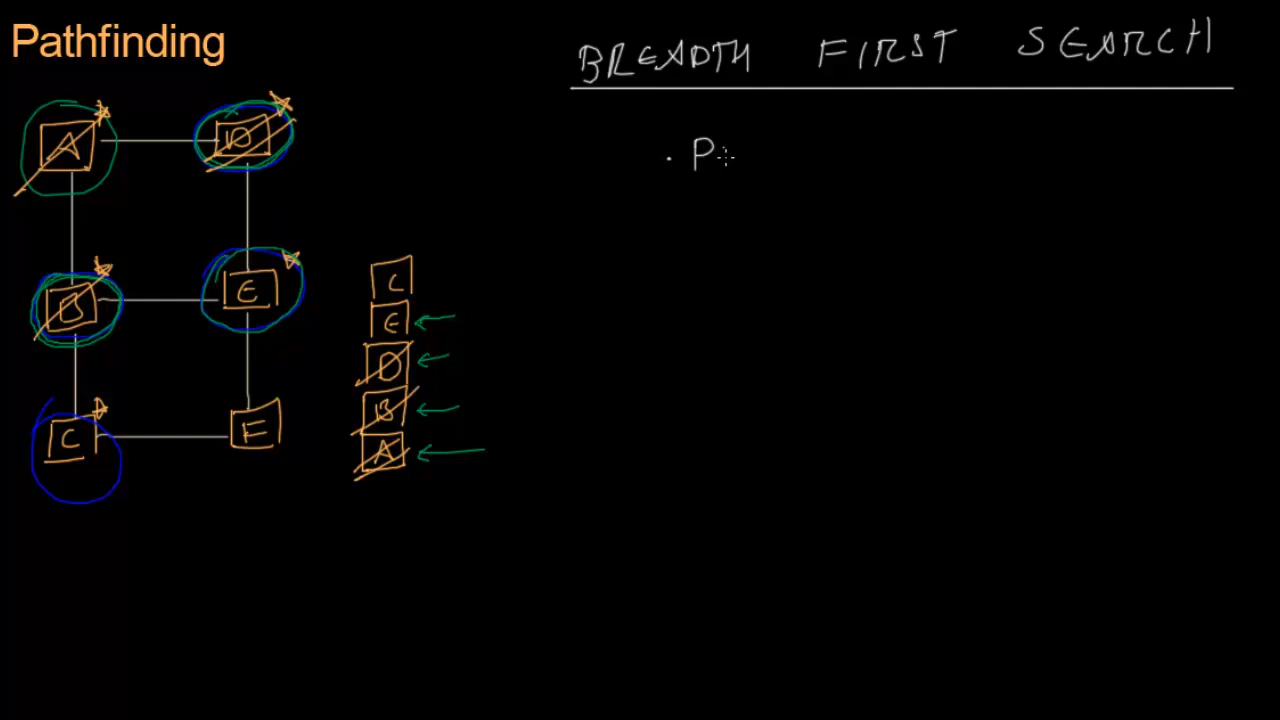 Pathfinding
BREADTH FIRST SEARCH
· P
A D
B E
C F
C
E
D
B
A